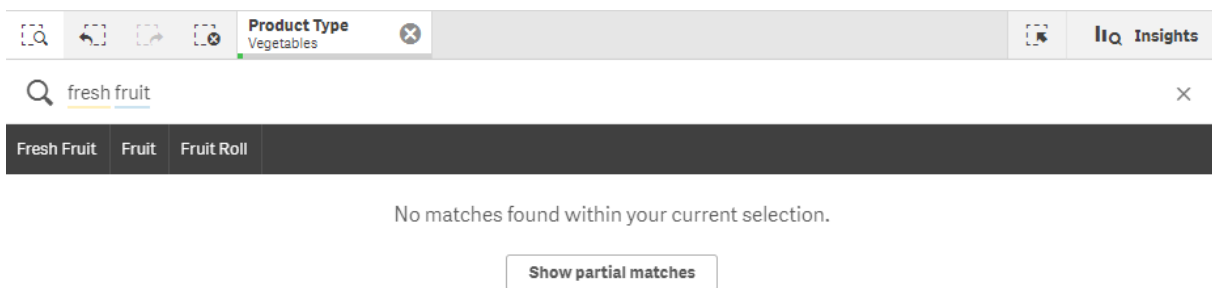 Product Type
Vegetables
Insights
fresh fruit
Fresh Fruit Fruit Fruit Roll
No matches found within your current selection.
Show partial matches